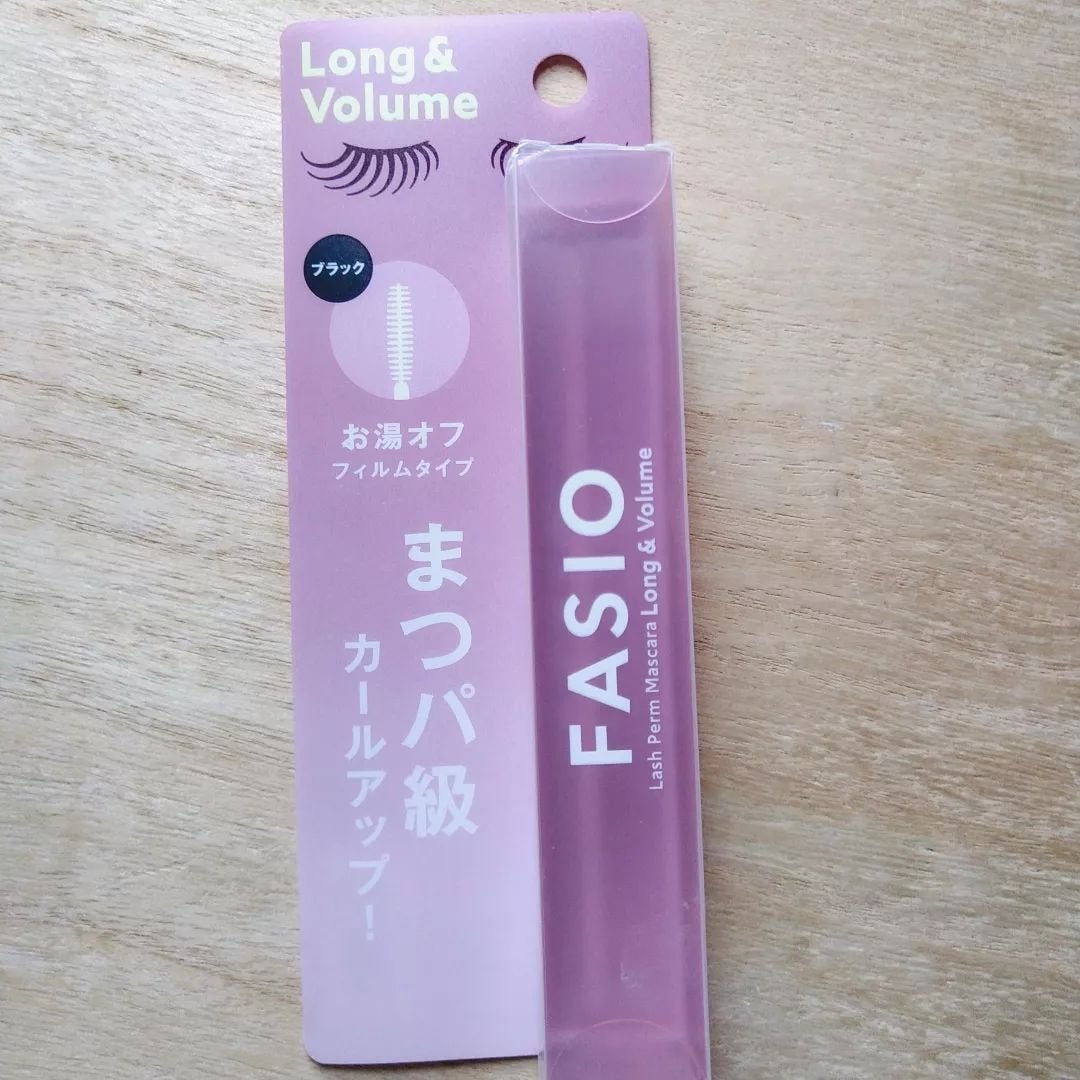 Long &
Volume
ブラック
お湯オフ
フィルムタイプ
まつパ級
カールアップ!
FASIO
Lash Perm Mascara Long & Volume